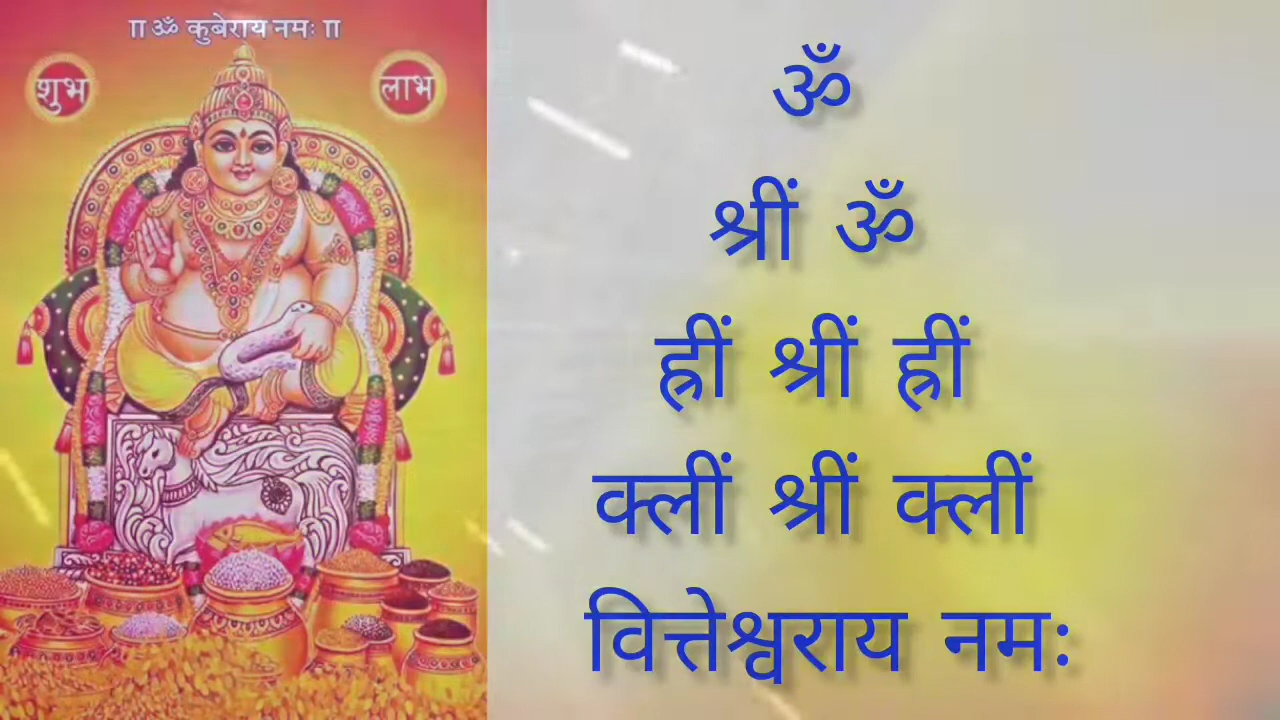 ॥ ॐ कुबेराय नमः ॥
शुभ
लाभ
ॐ
श्रीं ॐ
ह्रीं श्रीं ह्रीं
क्लीं श्रीं क्लीं
वित्तेश्वराय नमः